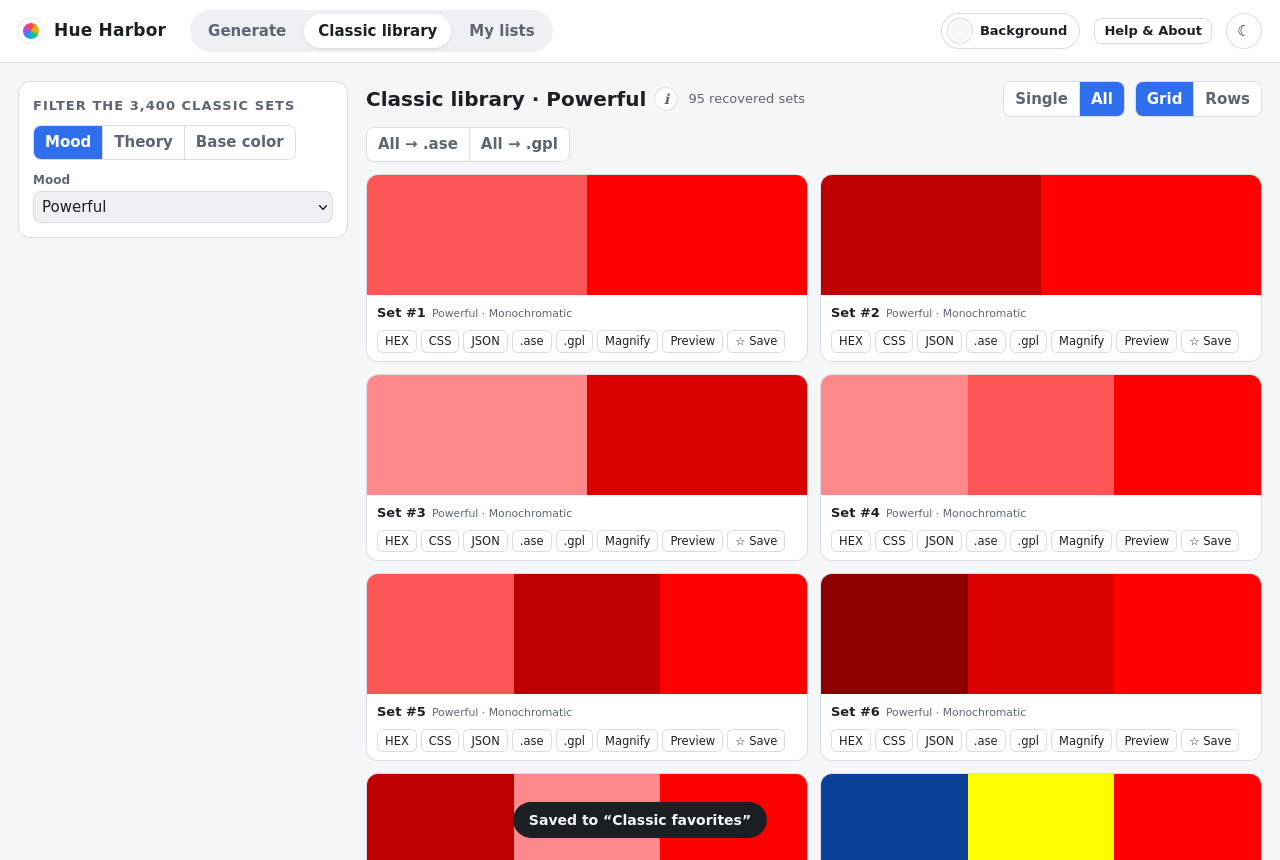 Hue Harbor
Generate
Classic library
My lists
Background
Help & About
☾
FILTER THE 3,400 CLASSIC SETS
Mood
Theory
Base color
Mood
Powerful
Classic library · Powerful
i
95 recovered sets
Single
All
Grid
Rows
All → .ase
All → .gpl
Set #1 Powerful · Monochromatic
HEX CSS JSON .ase .gpl Magnify Preview ☆ Save
Set #2 Powerful · Monochromatic
HEX CSS JSON .ase .gpl Magnify Preview ☆ Save
Set #3 Powerful · Monochromatic
HEX CSS JSON .ase .gpl Magnify Preview ☆ Save
Set #4 Powerful · Monochromatic
HEX CSS JSON .ase .gpl Magnify Preview ☆ Save
Set #5 Powerful · Monochromatic
HEX CSS JSON .ase .gpl Magnify Preview ☆ Save
Set #6 Powerful · Monochromatic
HEX CSS JSON .ase .gpl Magnify Preview ☆ Save
Saved to “Classic favorites”